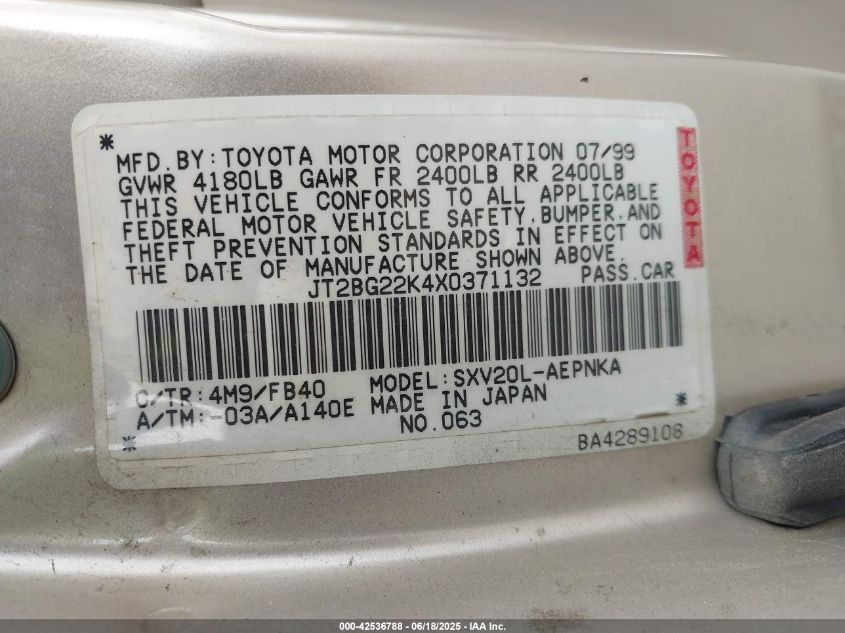 MFD.BY:TOYOTA MOTOR CORPORATION 07/99
GVWR 4180LB GAWR FR 2400LB RR 2400LB
THIS VEHICLE CONFORMS TO ALL APPLICABLE
FEDERAL MOTOR VEHICLE SAFETY,BUMPER,AND
THEFT PREVENTION STANDARDS IN EFFECT ON
THE DATE OF MANUFACTURE SHOWN ABOVE.
JT2BG22K4X0371132 PASS.CAR
TOYOTA
C/TR:4M9/FB40 MODEL:SXV20L-AEPNKA
A/TM:-03A/A140E MADE IN JAPAN
NO.063
BA4289108
000-42536788 - 06/18/2025 - IAA Inc.